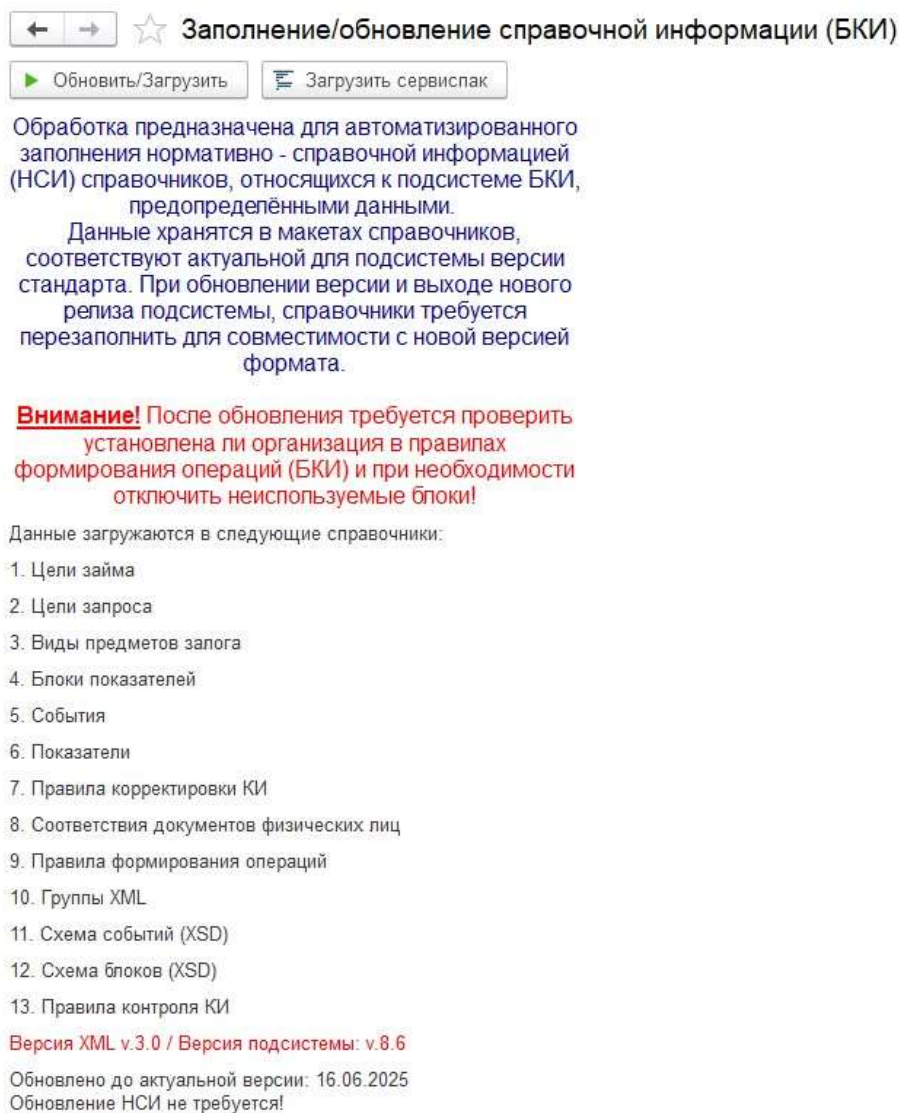 Заполнение/обновление справочной информации (БКИ)
Обновить/Загрузить
Загрузить сервиспак
Обработка предназначена для автоматизированного
заполнения нормативно - справочной информацией
(НСИ) справочников, относящихся к подсистеме БКИ,
предопределёнными данными.
Данные хранятся в макетах справочников,
соответствуют актуальной для подсистемы версии
стандарта. При обновлении версии и выходе нового
релиза подсистемы, справочники требуется
перезаполнить для совместимости с новой версией
формата.
Внимание! После обновления требуется проверить
установлена ли организация в правилах
формирования операций (БКИ) и при необходимости
отключить неиспользуемые блоки!
Данные загружаются в следующие справочники:
1. Цели займа
2. Цели запроса
3. Виды предметов залога
4. Блоки показателей
5. События
6. Показатели
7. Правила корректировки КИ
8. Соответствия документов физических лиц
9. Правила формирования операций
10. Группы XML
11. Схема событий (XSD)
12. Схема блоков (XSD)
13. Правила контроля КИ
Версия XML v.3.0 / Версия подсистемы: v.8.6
Обновлено до актуальной версии: 16.06.2025
Обновление НСИ не требуется!